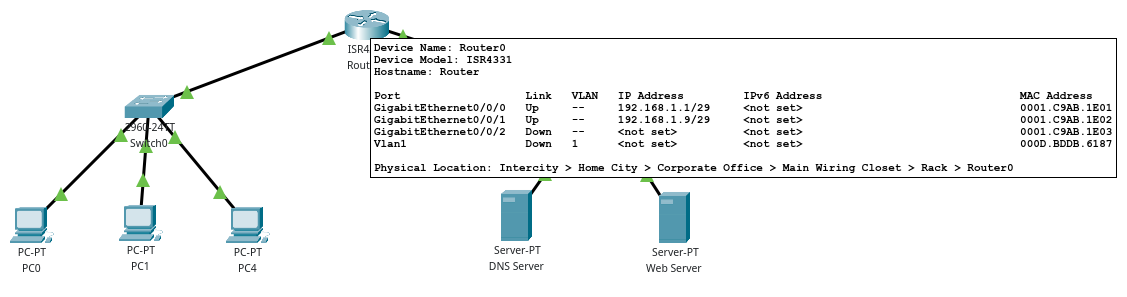 ISR4
Rout
Device Name: Router0
Device Model: ISR4331
Hostname: Router
Port Link VLAN IP Address IPv6 Address MAC Address
GigabitEthernet0/0/0 Up -- 192.168.1.1/29 <not set> 0001.C9AB.1E01
GigabitEthernet0/0/1 Up -- 192.168.1.9/29 <not set> 0001.C9AB.1E02
GigabitEthernet0/0/2 Down -- <not set> <not set> 0001.C9AB.1E03
Vlan1 Down 1 <not set> <not set> 000D.BDDB.6187
Physical Location: Intercity > Home City > Corporate Office > Main Wiring Closet > Rack > Router0
2960-24TT
Switch0
PC-PT
PC0
PC-PT
PC1
PC-PT
PC4
Server-PT
DNS Server
Server-PT
Web Server